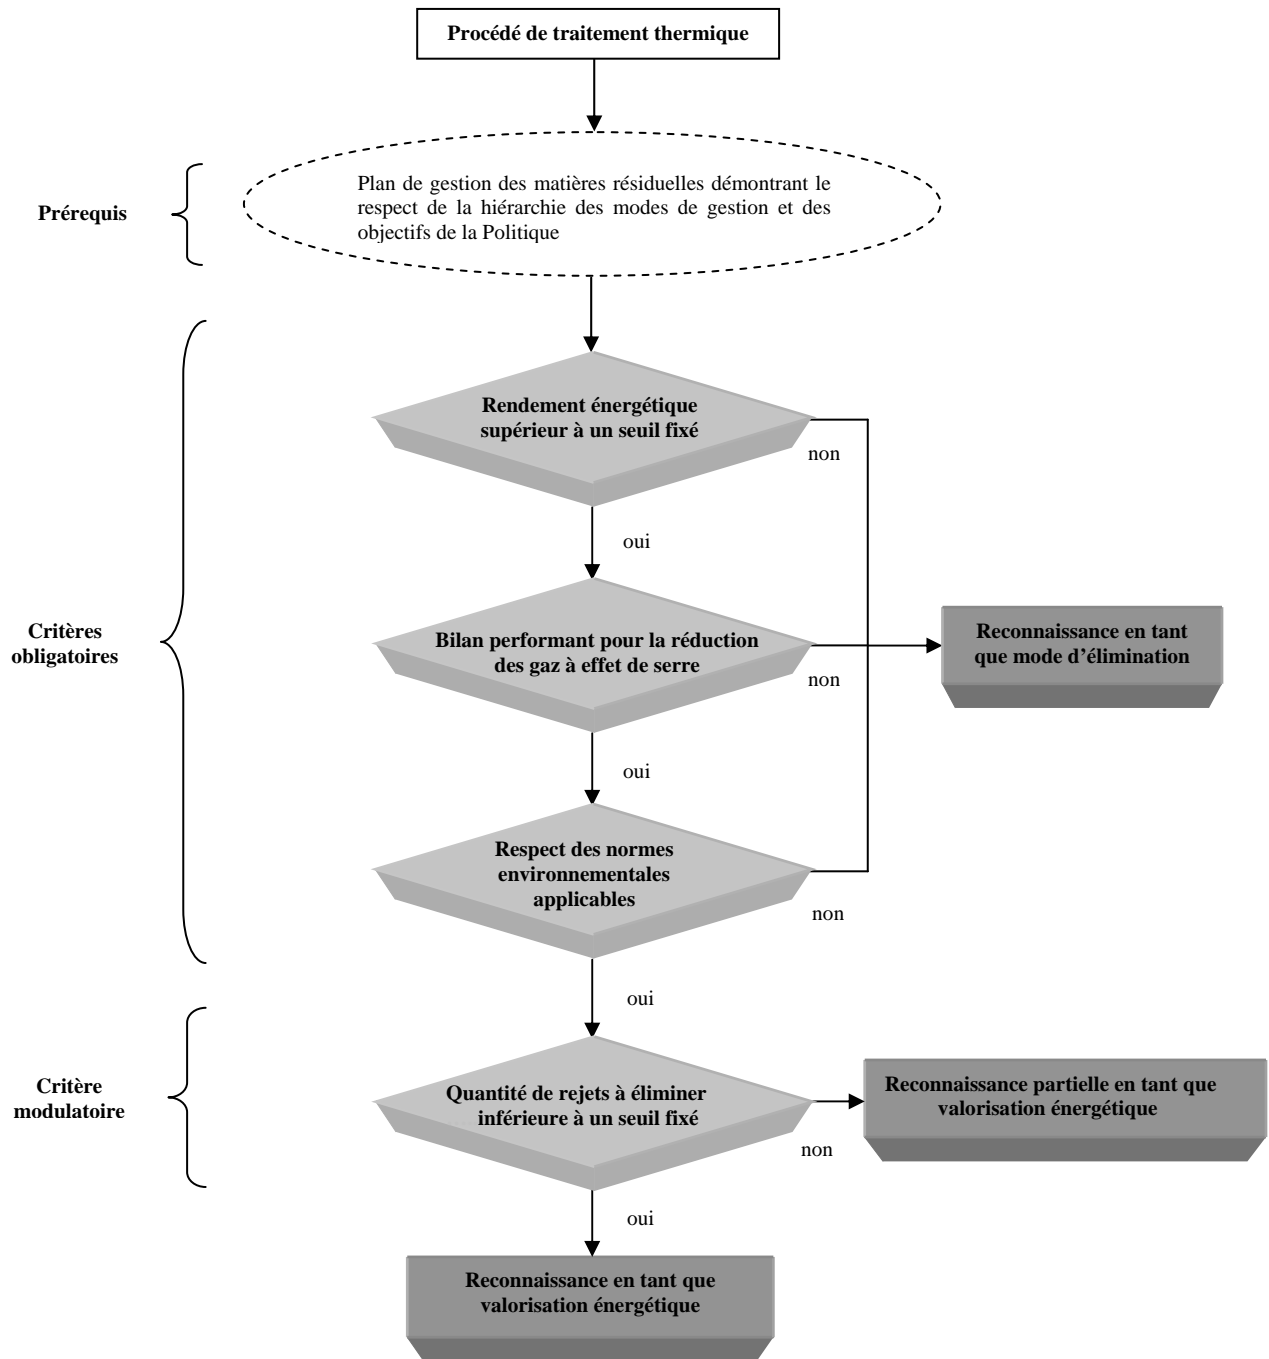 Procédé de traitement thermique
Prérequis
Plan de gestion des matières résiduelles démontrant le
respect de la hiérarchie des modes de gestion et des
objectifs de la Politique
Critères
obligatoires
Rendement énergétique
supérieur à un seuil fixé
non
oui
Bilan performant pour la réduction
des gaz à effet de serre
non
Reconnaissance en tant
que mode d’élimination
oui
Respect des normes
environnementales
applicables
non
oui
Critère
modulatoire
Quantité de rejets à éliminer
inférieure à un seuil fixé
non
Reconnaissance partielle en tant que
valorisation énergétique
oui
Reconnaissance en tant que
valorisation énergétique